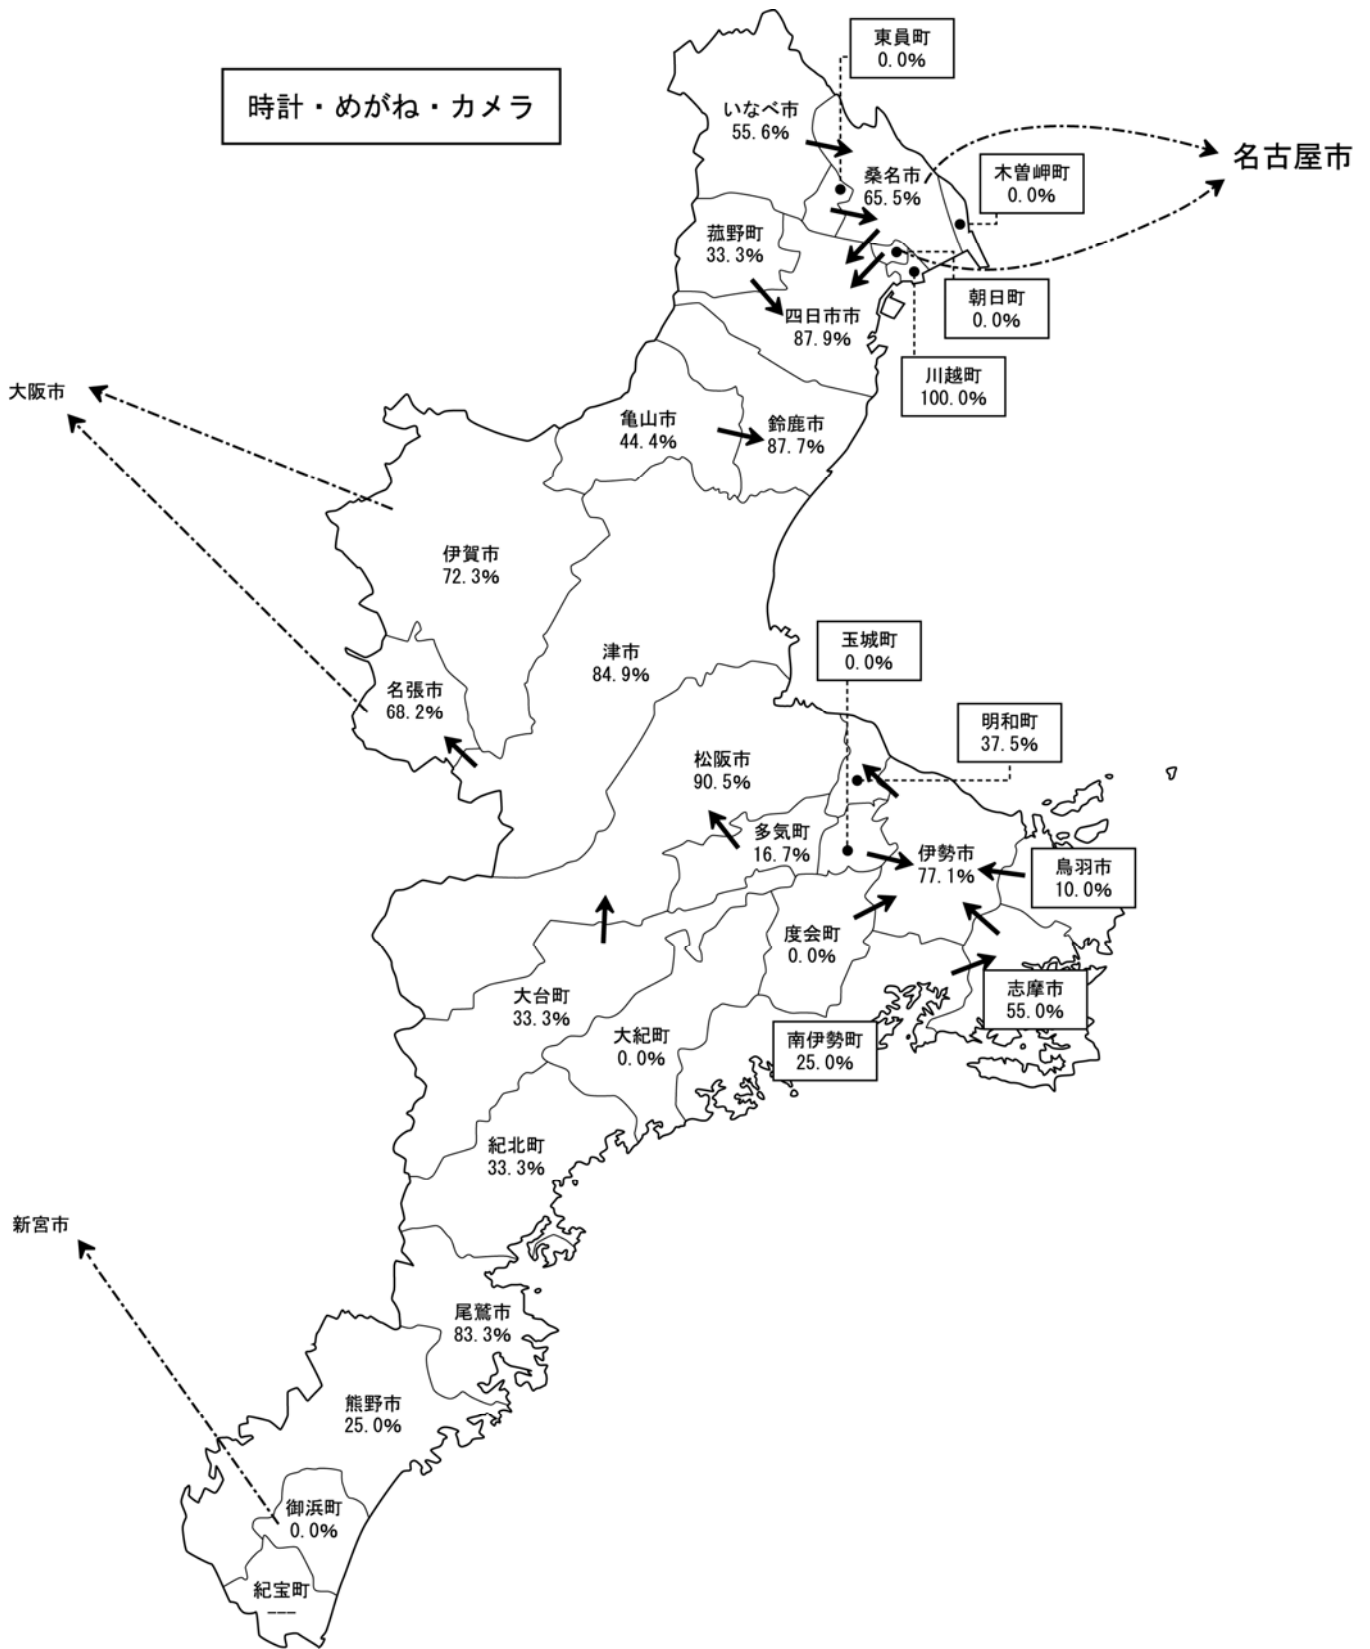 時計・めがね・カメラ
東員町
0.0%
いなべ市
55.6%
名古屋市
桑名市
65.5%
木曽岬町
0.0%
菰野町
33.3%
朝日町
0.0%
四日市市
87.9%
川越町
100.0%
大阪市
亀山市
44.4%
鈴鹿市
87.7%
伊賀市
72.3%
玉城町
0.0%
津市
84.9%
名張市
68.2%
明和町
37.5%
松阪市
90.5%
多気町
16.7%
伊勢市
77.1%
鳥羽市
10.0%
度会町
0.0%
志摩市
55.0%
大台町
33.3%
大紀町
0.0%
南伊勢町
25.0%
紀北町
33.3%
新宮市
尾鷲市
83.3%
熊野市
25.0%
御浜町
0.0%
紀宝町
---